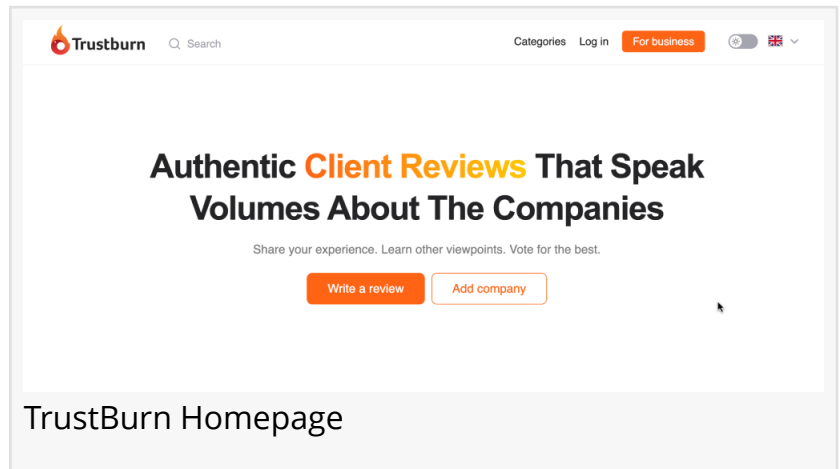 Trustburn Search Categories Log in For business
Authentic Client Reviews That Speak
Volumes About The Companies
Share your experience. Learn other viewpoints. Vote for the best.
Write a review Add company
TrustBurn Homepage